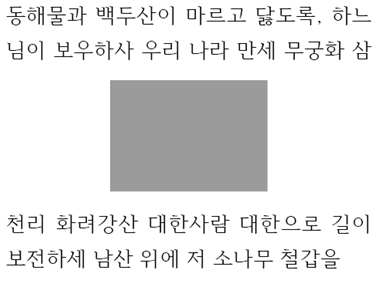 동해물과 백두산이 마르고 닳도록, 하느
님이 보우하사 우리 나라 만세 무궁화 삼
천리 화려강산 대한사람 대한으로 길이
보전하세 남산 위에 저 소나무 철갑을